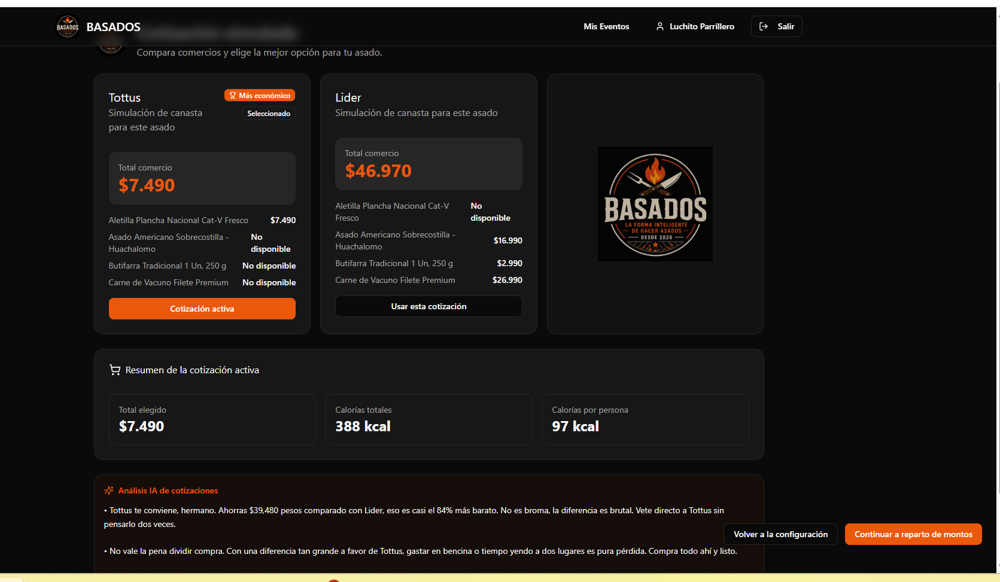 BASADOS
BASADOS
Mis Eventos
Luchito Parrillero
Salir
Compara comercios y elige la mejor opción para tu asado.
Tottus
Más económico
Simulación de canasta
para este asado
Seleccionado
Total comercio
$7.490
Aletilla Plancha Nacional Cat-V Fresco $7.490
Asado Americano Sobrecostilla -
Huachalomo
No
disponible
Butifarra Tradicional 1 Un, 250 g No disponible
Carne de Vacuno Filete Premium No disponible
Cotización activa
Lider
Simulación de canasta para este asado
Total comercio
$46.970
Aletilla Plancha Nacional Cat-V
Fresco
No
disponible
Asado Americano Sobrecostilla -
Huachalomo
$16.990
Butifarra Tradicional 1 Un, 250 g $2.990
Carne de Vacuno Filete Premium $26.990
Usar esta cotización
BASADOS
LA FORMA INTELIGENTE
DE HACER ASADOS
DESDE 2026
Resumen de la cotización activa
Total elegido
$7.490
Calorías totales
388 kcal
Calorías por persona
97 kcal
Análisis IA de cotizaciones
• Tottus te conviene, hermano. Ahorras $39,480 pesos comparado con Lider, eso es casi el 84% más barato. No es broma, la diferencia es brutal. Vete directo a Tottus sin
pensarlo dos veces.
• No vale la pena dividir compra. Con una diferencia tan grande a favor de Tottus, gastar en bencina o tiempo yendo a dos lugares es pura pérdida. Compra todo ahí y listo.
Volver a la configuración
Continuar a reparto de montos